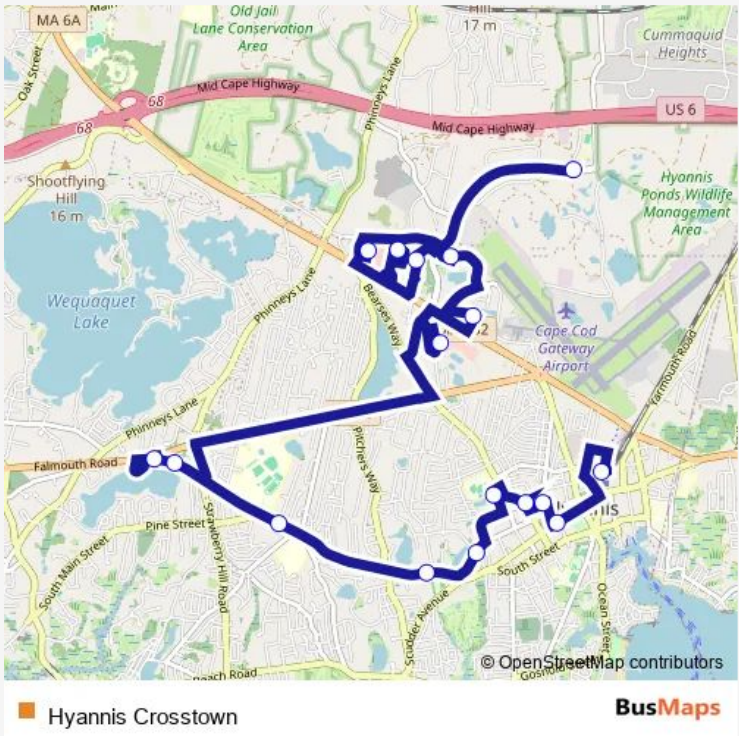 Main
Hill
17 m
MA 6A
Old Jail
Lane Conservation
Area
Cummaquid
Heights
Oak Street
Phinneys Lane
68
Mid Cape Highway
US 6
68
Mid Cape Highway
Shootflying
Hill
16 m
Hyannis
Ponds Wildlife
Management
Area
Wequaquet
Lake
Phinneys Lane
Bearses Way
Cape Cod
Gateway
Airport
Yarmouth Road
Phinneys Lane
Falmouth Road
Pitchers Way
Pine Street
Strawberry Hill Road
South Main Street
South Street
Scudder Avenue
Ocean Street
© OpenStreetMap contributors
Hyannis Crosstown
BusMaps